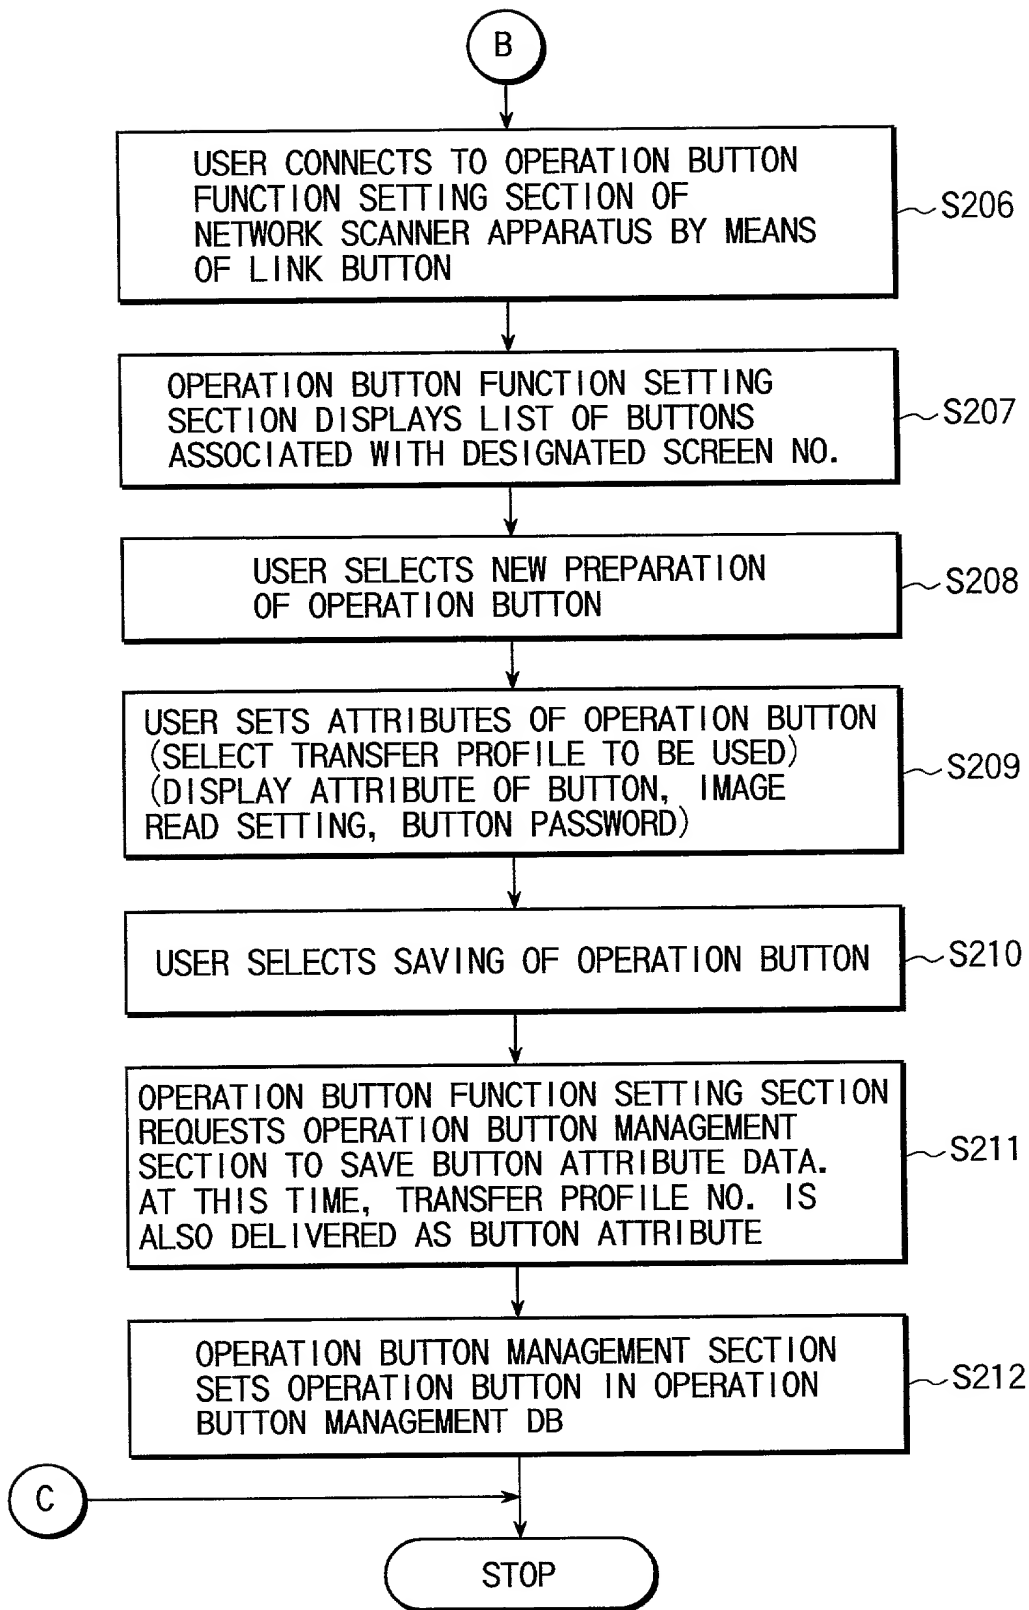 B
USER CONNECTS TO OPERATION BUTTON
FUNCTION SETTING SECTION OF
NETWORK SCANNER APPARATUS BY MEANS
OF LINK BUTTON
S206
OPERATION BUTTON FUNCTION SETTING
SECTION DISPLAYS LIST OF BUTTONS
ASSOCIATED WITH DESIGNATED SCREEN NO.
S207
USER SELECTS NEW PREPARATION
OF OPERATION BUTTON
S208
USER SETS ATTRIBUTES OF OPERATION BUTTON
(SELECT TRANSFER PROFILE TO BE USED)
(DISPLAY ATTRIBUTE OF BUTTON, IMAGE
READ SETTING, BUTTON PASSWORD)
S209
USER SELECTS SAVING OF OPERATION BUTTON
S210
OPERATION BUTTON FUNCTION SETTING SECTION
REQUESTS OPERATION BUTTON MANAGEMENT
SECTION TO SAVE BUTTON ATTRIBUTE DATA.
AT THIS TIME, TRANSFER PROFILE NO. IS
ALSO DELIVERED AS BUTTON ATTRIBUTE
S211
OPERATION BUTTON MANAGEMENT SECTION
SETS OPERATION BUTTON IN OPERATION
BUTTON MANAGEMENT DB
S212
C
STOP